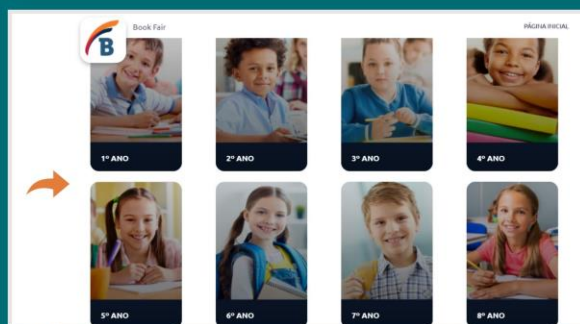 B
Book Fair
PÁGINA INICIAL
1º ANO
2º ANO
3º ANO
4º ANO
5º ANO
6º ANO
7º ANO
8º ANO